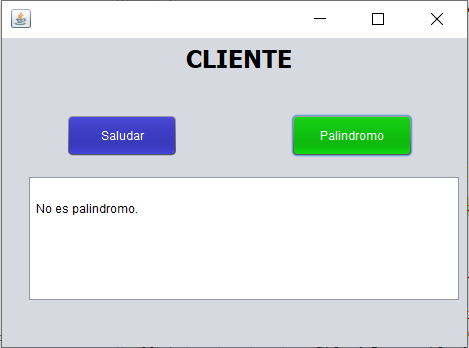 CLIENTE
Saludar
Palindromo
No es palindromo.